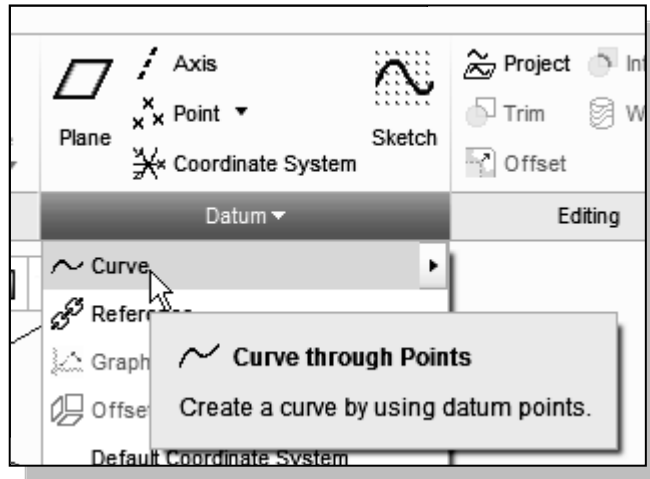 Plane
Axis
Point
Coordinate System
Sketch
Project
Trim
Offset
Datum
Editing
Curve
Curve through Points
Create a curve by using datum points.
Default Coordinate System